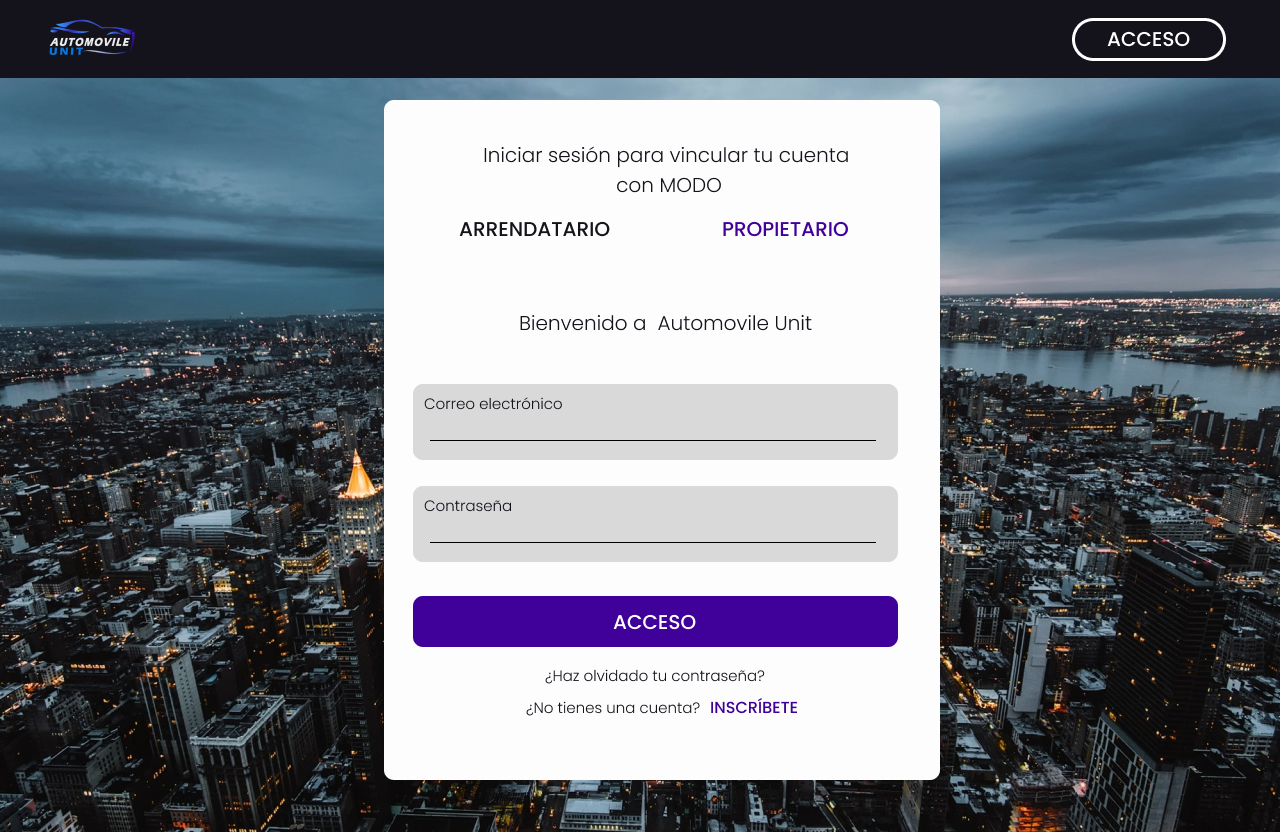 AUTOMOVILE
UNIT
ACCESO
Iniciar sesión para vincular tu cuenta
con MODO
ARRENDATARIO
PROPIETARIO
Bienvenido a  Automovile Unit
Correo electrónico
Contraseña
ACCESO
¿Haz olvidado tu contraseña?
¿No tienes una cuenta? INSCRÍBETE